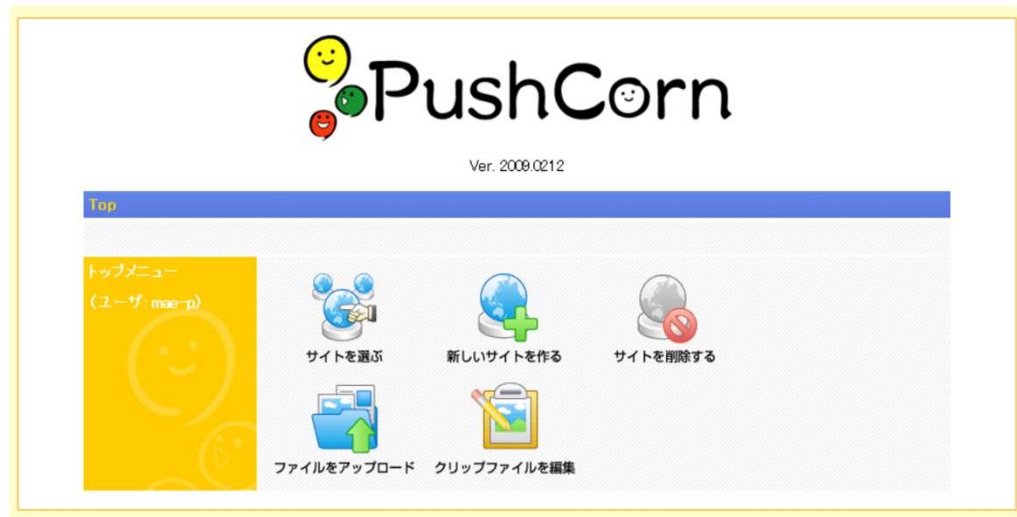 PushCorn
Ver. 2009.0212
Top
トップメニュー
(ユーザ: mae-p)
サイトを選ぶ
新しいサイトを作る
サイトを削除する
ファイルをアップロード
クリップファイルを編集